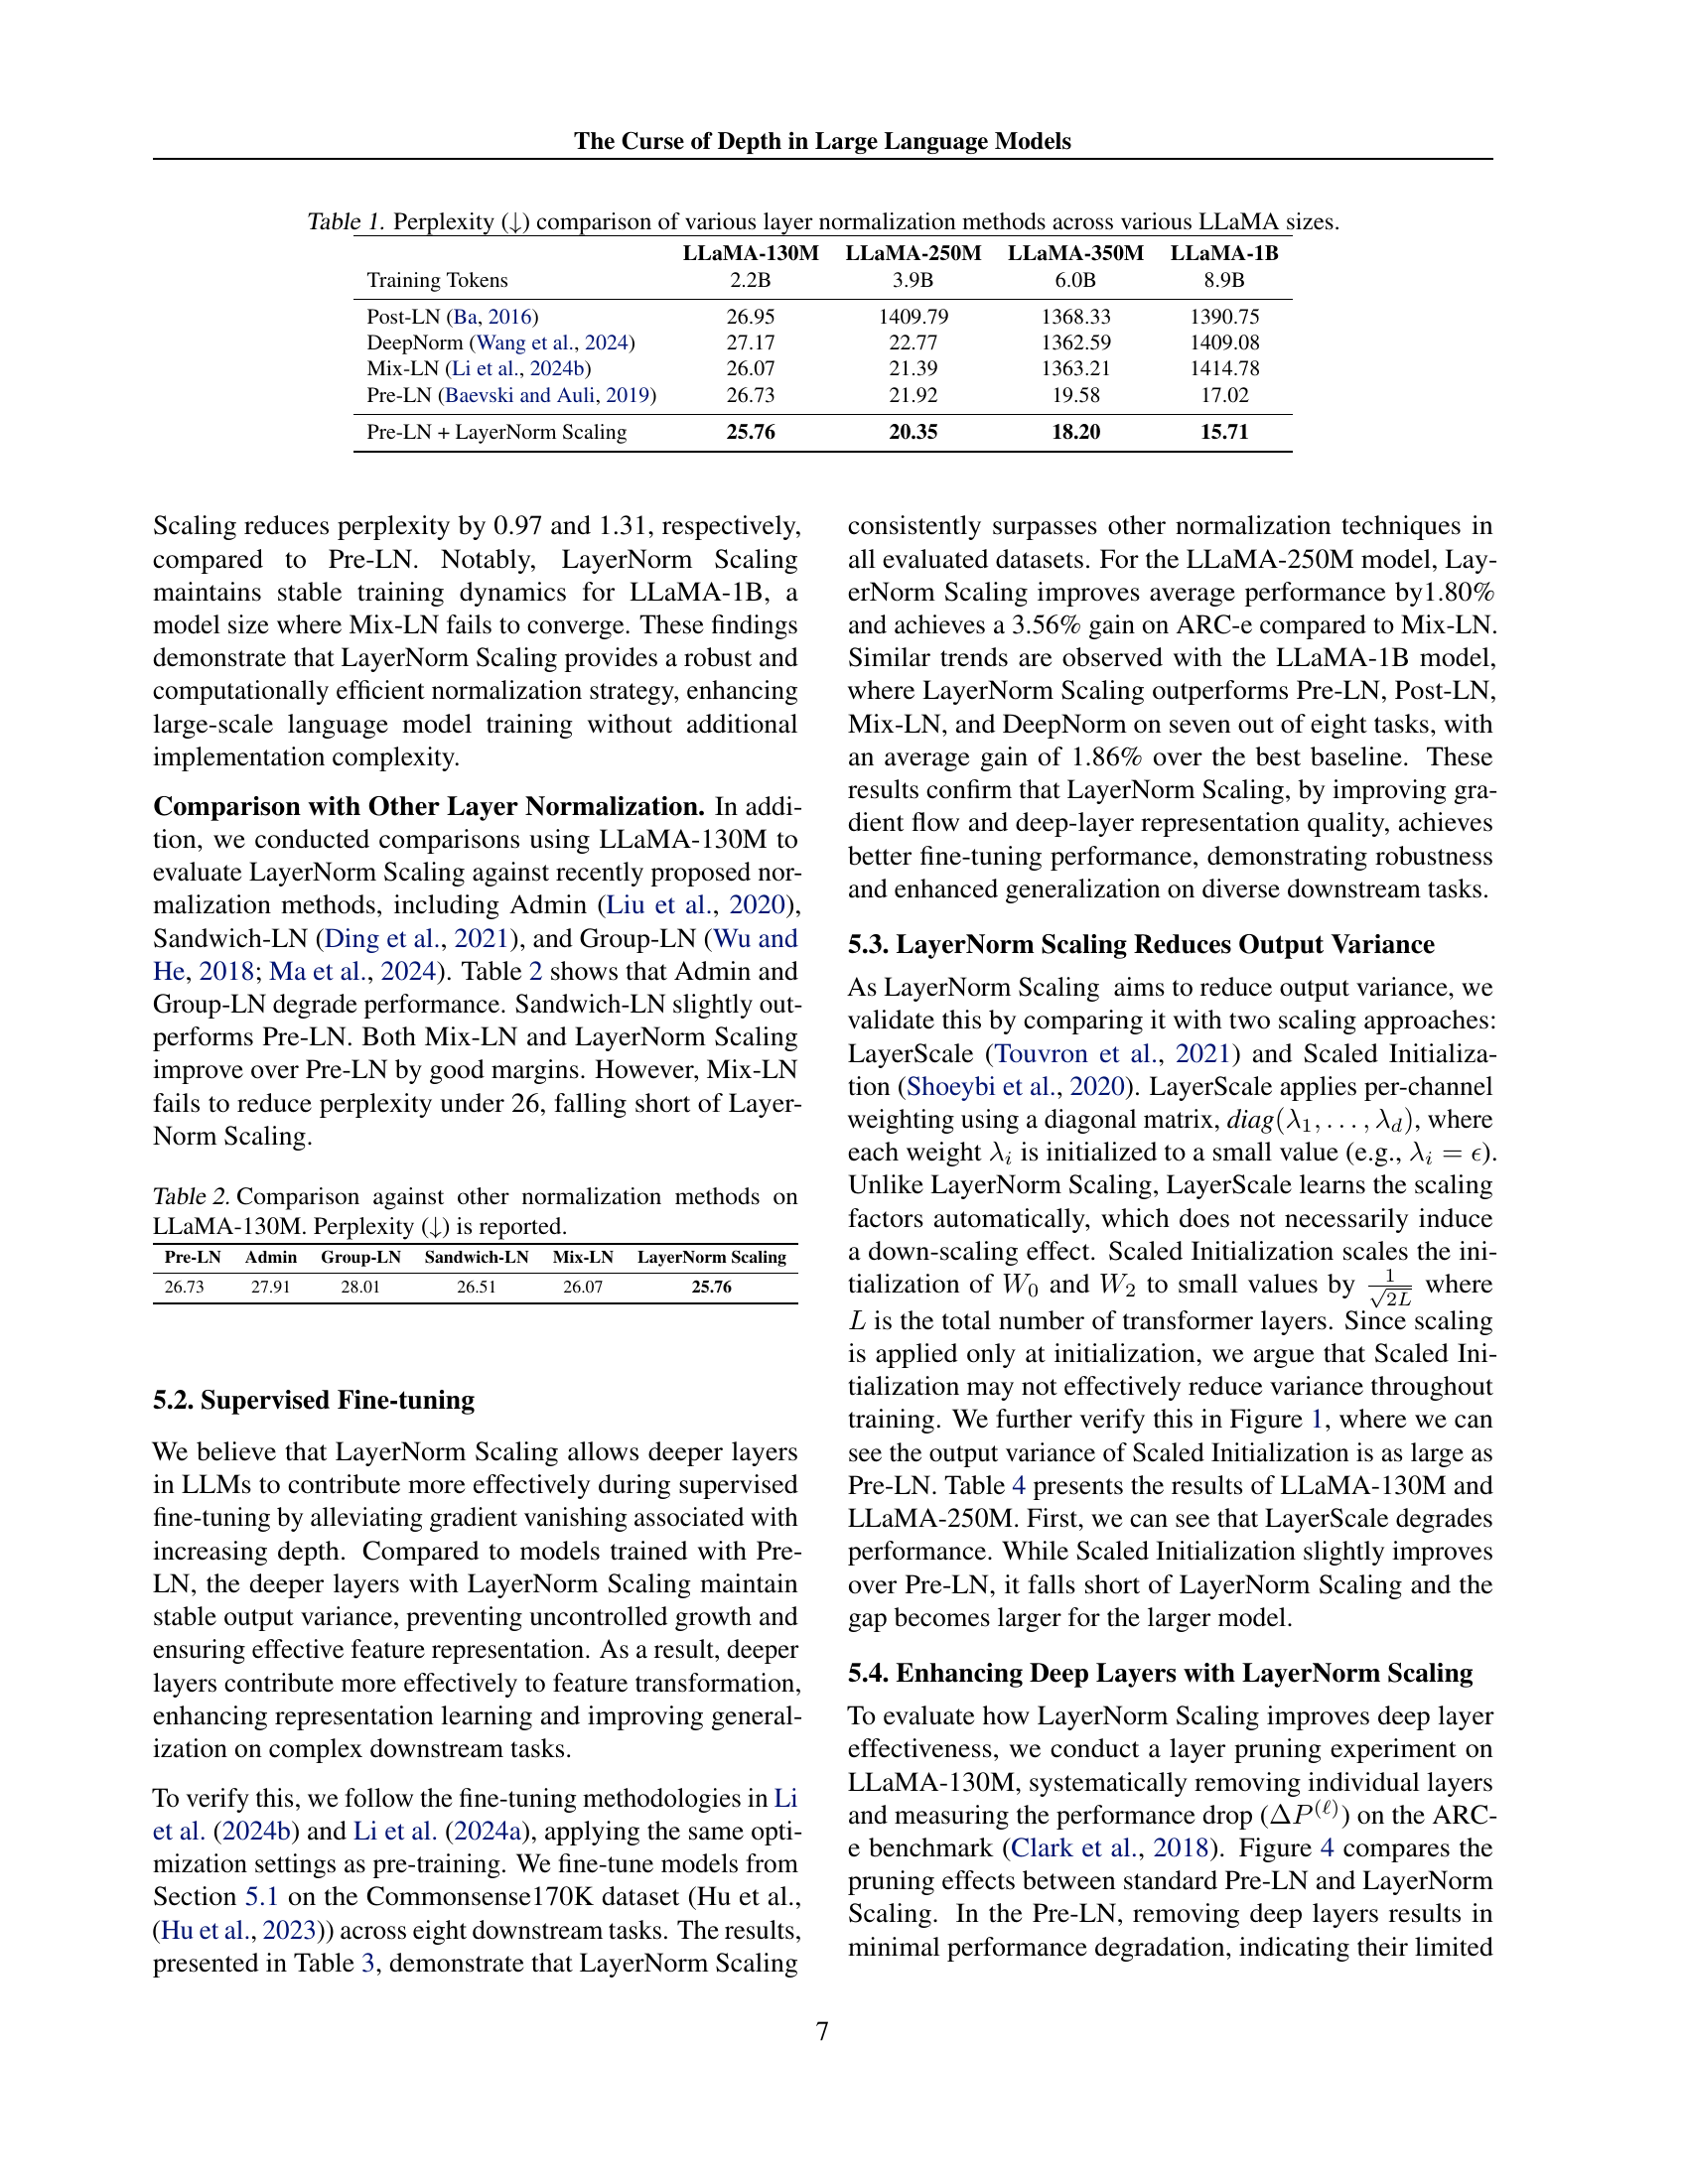 The Curse of Depth in Large Language Models
Table 1. Perplexity (↓) comparison of various layer normalization methods across various LLaMA sizes.
LLaMA-130M LLaMA-250M LLaMA-350M LLaMA-1B
Training Tokens 2.2B 3.9B 6.0B 8.9B
Post-LN (Ba, 2016) 26.95 1409.79 1368.33 1390.75
DeepNorm (Wang et al., 2024) 27.17 22.77 1362.59 1409.08
Mix-LN (Li et al., 2024b) 26.07 21.39 1363.21 1414.78
Pre-LN (Baevski and Auli, 2019) 26.73 21.92 19.58 17.02
Pre-LN + LayerNorm Scaling 25.76 20.35 18.20 15.71
Scaling reduces perplexity by 0.97 and 1.31, respectively,
compared to Pre-LN. Notably, LayerNorm Scaling
maintains stable training dynamics for LLaMA-1B, a
model size where Mix-LN fails to converge. These findings
demonstrate that LayerNorm Scaling provides a robust and
computationally efficient normalization strategy, enhancing
large-scale language model training without additional
implementation complexity.
Comparison with Other Layer Normalization. In addi-
tion, we conducted comparisons using LLaMA-130M to
evaluate LayerNorm Scaling against recently proposed nor-
malization methods, including Admin (Liu et al., 2020),
Sandwich-LN (Ding et al., 2021), and Group-LN (Wu and
He, 2018; Ma et al., 2024). Table 2 shows that Admin and
Group-LN degrade performance. Sandwich-LN slightly out-
performs Pre-LN. Both Mix-LN and LayerNorm Scaling
improve over Pre-LN by good margins. However, Mix-LN
fails to reduce perplexity under 26, falling short of Layer-
Norm Scaling.
Table 2. Comparison against other normalization methods on
LLaMA-130M. Perplexity (↓) is reported.
Pre-LN Admin Group-LN Sandwich-LN Mix-LN LayerNorm Scaling
26.73 27.91 28.01 26.51 26.07 25.76
5.2. Supervised Fine-tuning
We believe that LayerNorm Scaling allows deeper layers
in LLMs to contribute more effectively during supervised
fine-tuning by alleviating gradient vanishing associated with
increasing depth. Compared to models trained with Pre-
LN, the deeper layers with LayerNorm Scaling maintain
stable output variance, preventing uncontrolled growth and
ensuring effective feature representation. As a result, deeper
layers contribute more effectively to feature transformation,
enhancing representation learning and improving general-
ization on complex downstream tasks.
To verify this, we follow the fine-tuning methodologies in Li
et al. (2024b) and Li et al. (2024a), applying the same opti-
mization settings as pre-training. We fine-tune models from
Section 5.1 on the Commonsense170K dataset (Hu et al.,
(Hu et al., 2023)) across eight downstream tasks. The results,
presented in Table 3, demonstrate that LayerNorm Scaling
consistently surpasses other normalization techniques in
all evaluated datasets. For the LLaMA-250M model, Lay-
erNorm Scaling improves average performance by1.80%
and achieves a 3.56% gain on ARC-e compared to Mix-LN.
Similar trends are observed with the LLaMA-1B model,
where LayerNorm Scaling outperforms Pre-LN, Post-LN,
Mix-LN, and DeepNorm on seven out of eight tasks, with
an average gain of 1.86% over the best baseline. These
results confirm that LayerNorm Scaling, by improving gra-
dient flow and deep-layer representation quality, achieves
better fine-tuning performance, demonstrating robustness
and enhanced generalization on diverse downstream tasks.
5.3. LayerNorm Scaling Reduces Output Variance
As LayerNorm Scaling aims to reduce output variance, we
validate this by comparing it with two scaling approaches:
LayerScale (Touvron et al., 2021) and Scaled Initializa-
tion (Shoeybi et al., 2020). LayerScale applies per-channel
weighting using a diagonal matrix, diag(λ₁, . . . , λ_d), where
each weight λ_i is initialized to a small value (e.g., λ_i = ϵ).
Unlike LayerNorm Scaling, LayerScale learns the scaling
factors automatically, which does not necessarily induce
a down-scaling effect. Scaled Initialization scales the ini-
tialization of W₀ and W₂ to small values by 1/√2L where
L is the total number of transformer layers. Since scaling
is applied only at initialization, we argue that Scaled Ini-
tialization may not effectively reduce variance throughout
training. We further verify this in Figure 1, where we can
see the output variance of Scaled Initialization is as large as
Pre-LN. Table 4 presents the results of LLaMA-130M and
LLaMA-250M. First, we can see that LayerScale degrades
performance. While Scaled Initialization slightly improves
over Pre-LN, it falls short of LayerNorm Scaling and the
gap becomes larger for the larger model.
5.4. Enhancing Deep Layers with LayerNorm Scaling
To evaluate how LayerNorm Scaling improves deep layer
effectiveness, we conduct a layer pruning experiment on
LLaMA-130M, systematically removing individual layers
and measuring the performance drop (ΔP^(ℓ)) on the ARC-
e benchmark (Clark et al., 2018). Figure 4 compares the
pruning effects between standard Pre-LN and LayerNorm
Scaling. In the Pre-LN, removing deep layers results in
minimal performance degradation, indicating their limited
7